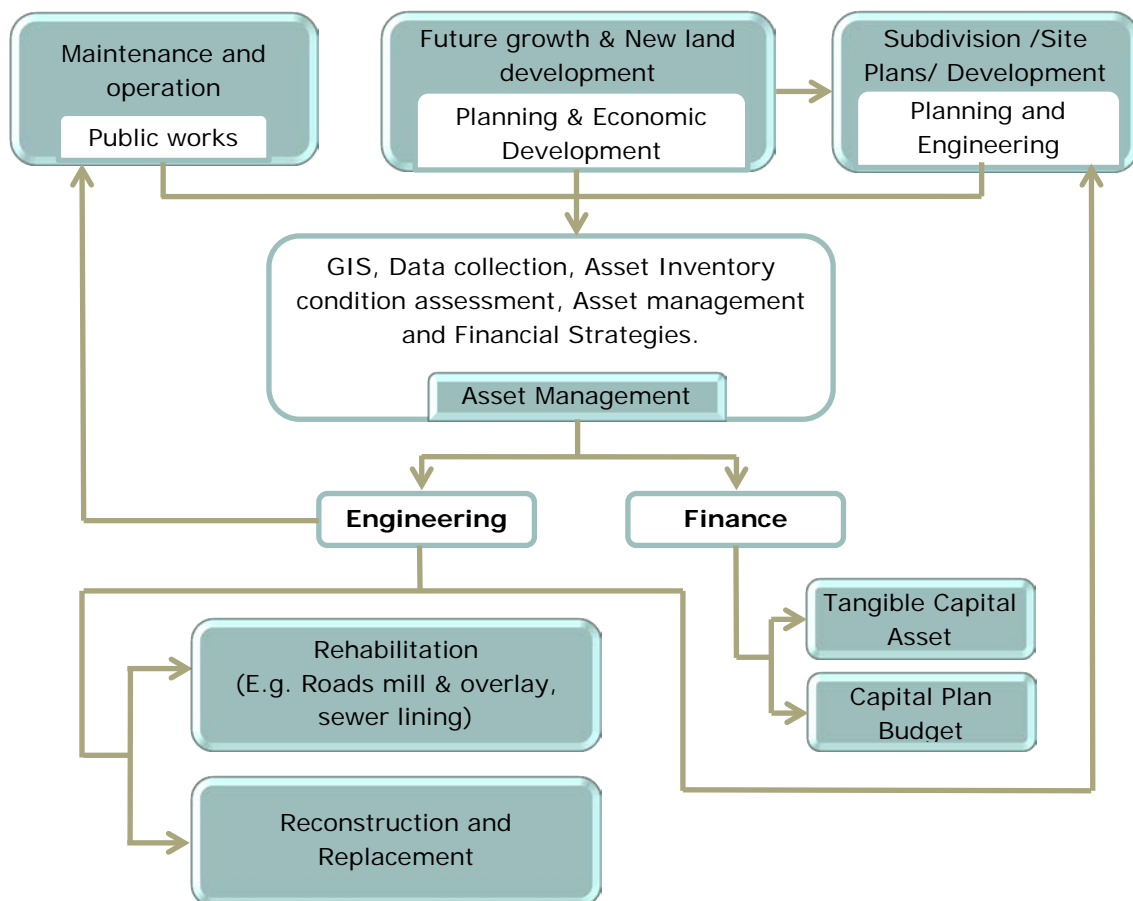 Maintenance and
operation
Public works
Future growth & New land
development
Planning & Economic
Development
Subdivision /Site
Plans/ Development
Planning and
Engineering
GIS, Data collection, Asset Inventory
condition assessment, Asset management
and Financial Strategies.
Asset Management
Engineering
Finance
Rehabilitation
(E.g. Roads mill & overlay,
sewer lining)
Reconstruction and
Replacement
Tangible Capital
Asset
Capital Plan
Budget